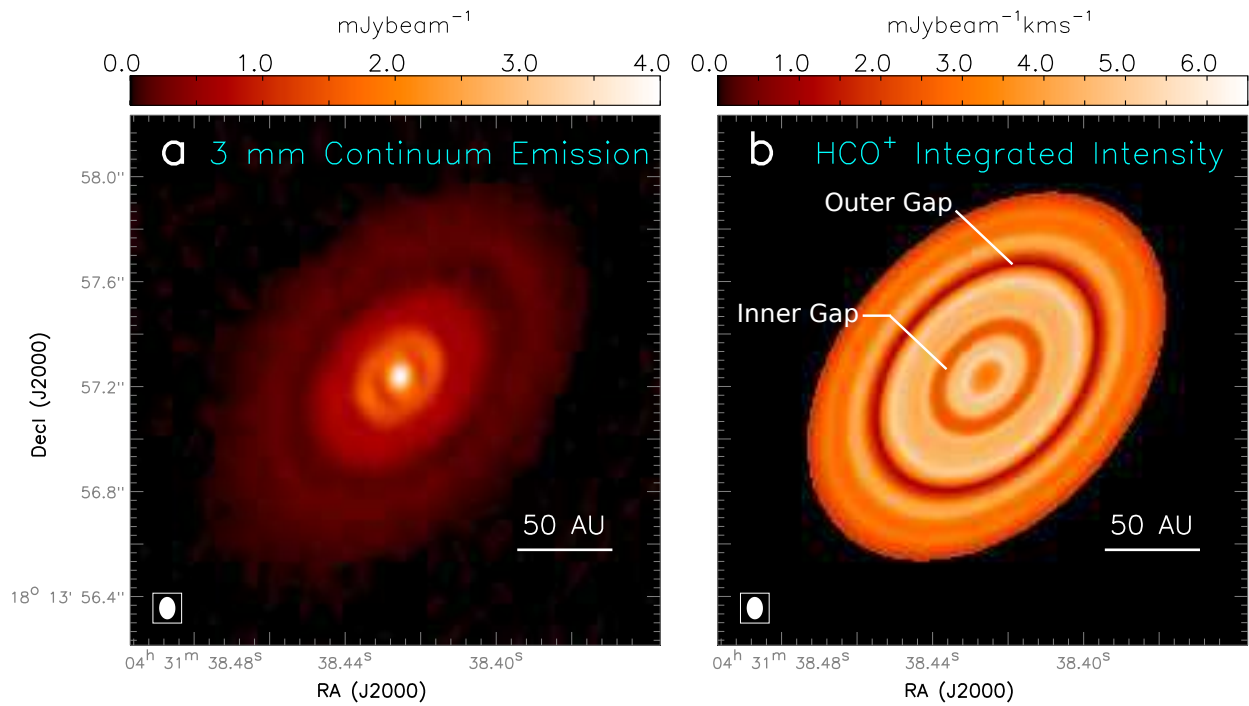 mJybeam⁻¹
0.0 1.0 2.0 3.0 4.0
a 3 mm Continuum Emission
58.0"
57.6"
57.2"
56.8"
18° 13' 56.4"
Decl (J2000)
50 AU
04ʰ 31ᵐ 38.48ˢ 38.44ˢ 38.40ˢ
RA (J2000)
mJybeam⁻¹kms⁻¹
0.0 1.0 2.0 3.0 4.0 5.0 6.0
b HCO⁺ Integrated Intensity
Outer Gap
Inner Gap
50 AU
04ʰ 31ᵐ 38.48ˢ 38.44ˢ 38.40ˢ
RA (J2000)